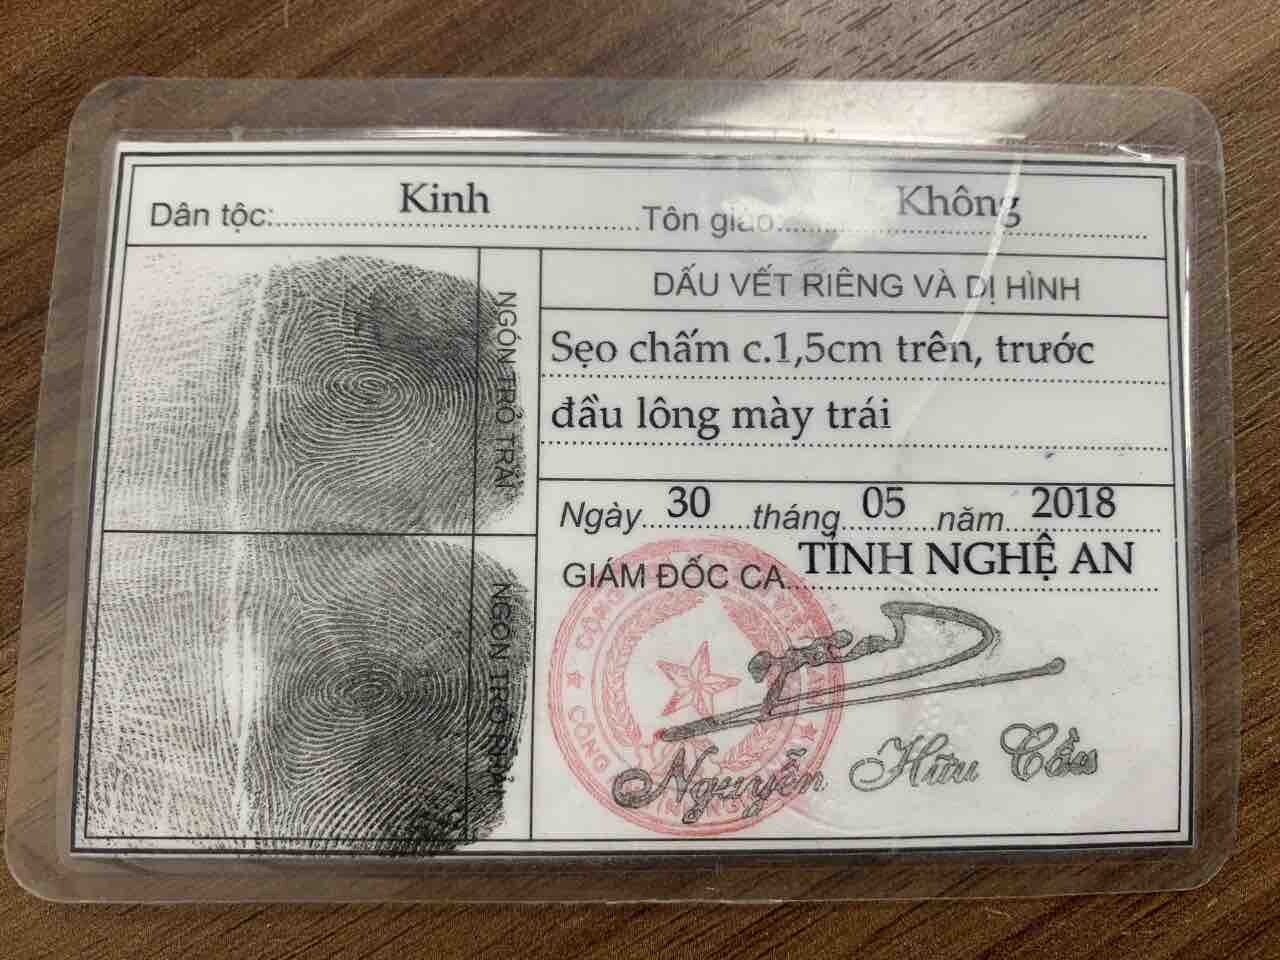 Dân tộc: Kinh Tôn giáo: Không
NGÓN TRỎ TRÁI
DẤU VẾT RIÊNG VÀ DỊ HÌNH
Sẹo chấm c.1,5cm trên, trước
đầu lông mày trái
Ngày 30 tháng 05 năm 2018
GIÁM ĐỐC CA TỈNH NGHỆ AN
NGÓN TRỎ PHẢI
CÔNG
Nguyễn Hữu Cầu